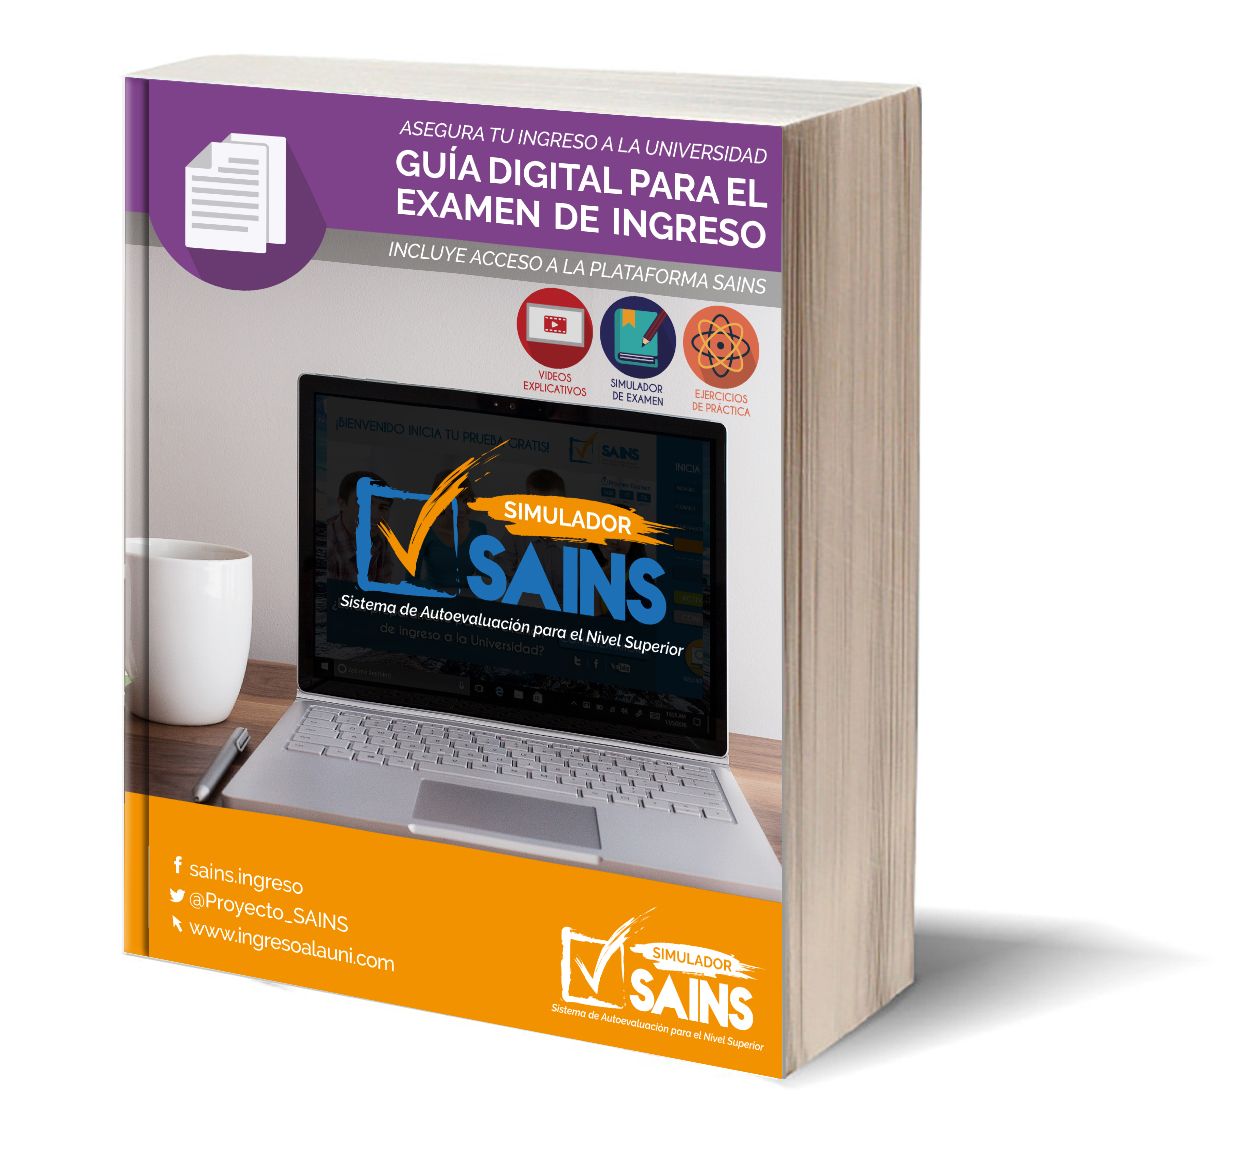 ASEGURA TU INGRESO A LA UNIVERSIDAD
GUÍA DIGITAL PARA EL
EXAMEN DE INGRESO
INCLUYE ACCESO A LA PLATAFORMA SAINS
VIDEOS
EXPLICATIVOS
SIMULADOR
DE EXAMEN
EJERCICIOS
DE PRÁCTICA
¡BIENVENIDO INICIA TU PRUEBA GRATIS!
SAINS
INICIA
SIMULADOR
SAINS
Sistema de Autoevaluación para el Nivel Superior
de ingreso a la Universidad?
sains.ingreso
@Proyecto_SAINS
www.ingresoalauni.com
SIMULADOR
SAINS
Sistema de Autoevaluación para el Nivel Superior